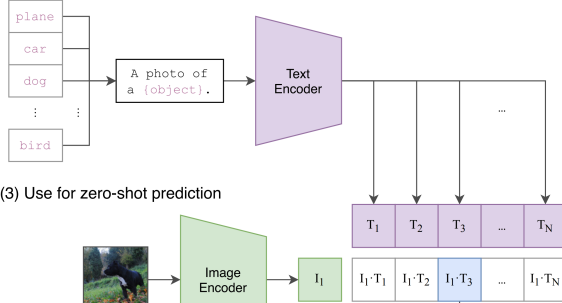 plane
car
dog
⋮
⋮
bird
A photo of
a {object}.
Text
Encoder
...
(3) Use for zero-shot prediction
T1 T2 T3 ... TN
Image
Encoder
I1
I1·T1 I1·T2 I1·T3 ... I1·TN